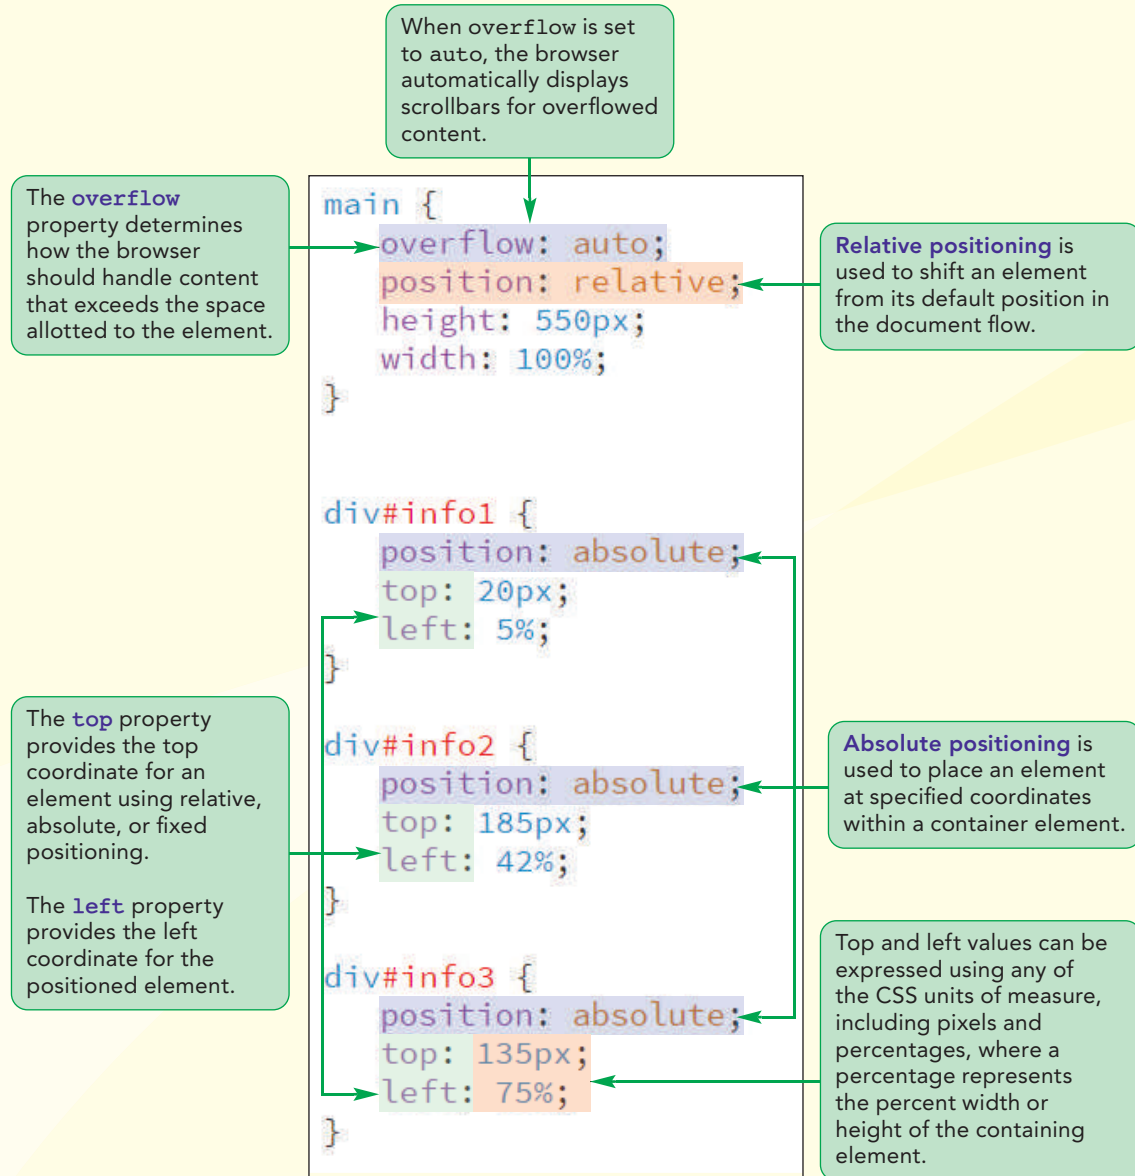 When overflow is set
to auto, the browser
automatically displays
scrollbars for overflowed
content.
The overflow
property determines
how the browser
should handle content
that exceeds the space
allotted to the element.
main {
overflow: auto;
position: relative;
height: 550px;
width: 100%;
}
Relative positioning is
used to shift an element
from its default position in
the document flow.
div#info1 {
position: absolute;
top: 20px;
left: 5%;
}
The top property
provides the top
coordinate for an
element using relative,
absolute, or fixed
positioning.
The left property
provides the left
coordinate for the
positioned element.
div#info2 {
position: absolute;
top: 185px;
left: 42%;
}
Absolute positioning is
used to place an element
at specified coordinates
within a container element.
div#info3 {
position: absolute;
top: 135px;
left: 75%;
}
Top and left values can be
expressed using any of
the CSS units of measure,
including pixels and
percentages, where a
percentage represents
the percent width or
height of the containing
element.